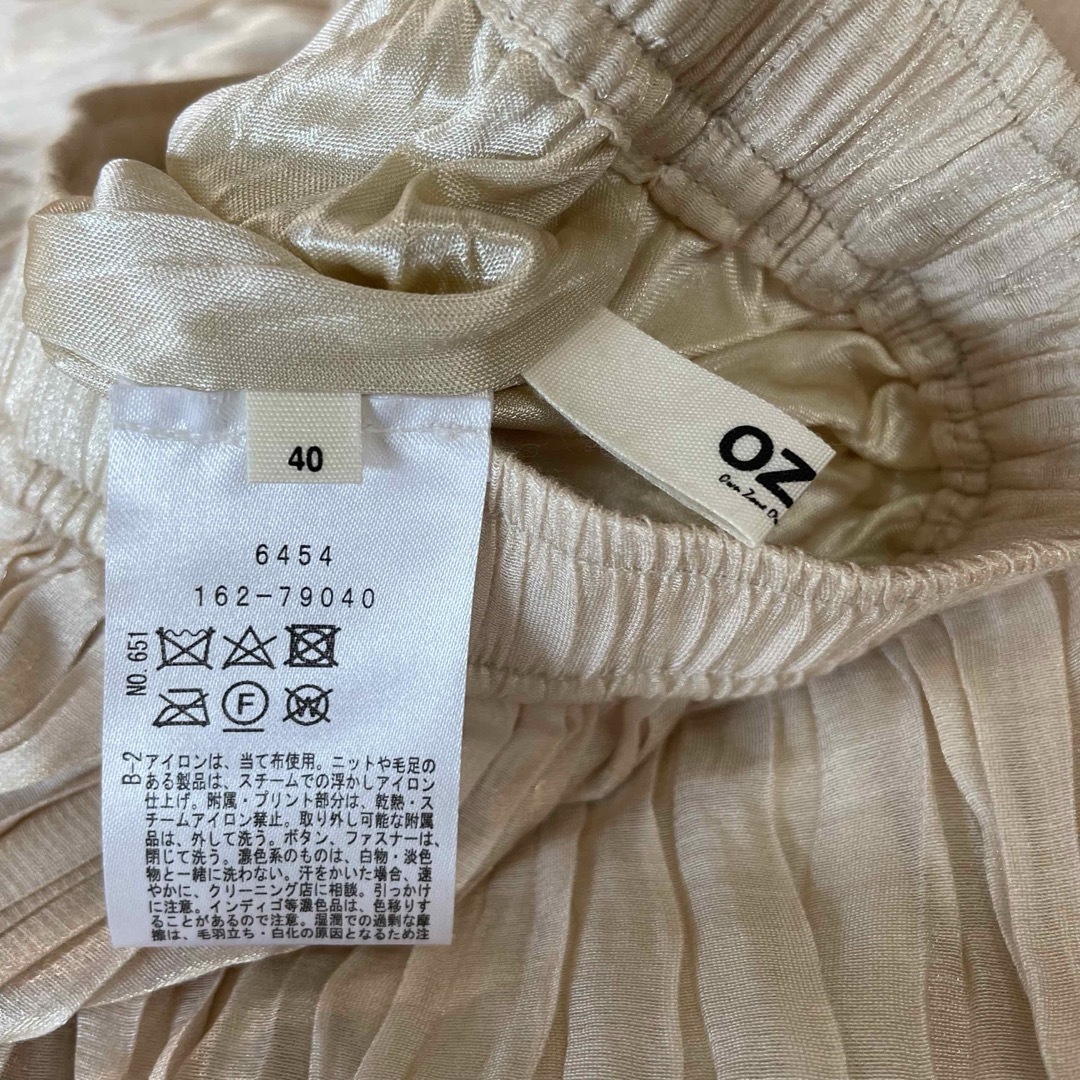 40
OZ
Own Zone
6454
162-79040
NO. 651
F
W
B-2
アイロンは、当て布使用。ニットや毛足の
ある製品は、スチームでの浮かしアイロン
仕上げ。附属・プリント部分は、乾熱・ス
チームアイロン禁止。取り外し可能な附属
品は、外して洗う。ボタン、ファスナーは、
閉じて洗う。濃色系のものは、白物・淡色
物と一緒に洗わない。汗をかいた場合、速
やかに、クリーニング店に相談。引っかけ
に注意。インディゴ等濃色品は、色移りす
ることがあるので注意。湿潤での過剰な摩
擦は、毛羽立ち・白化の原因となるため注